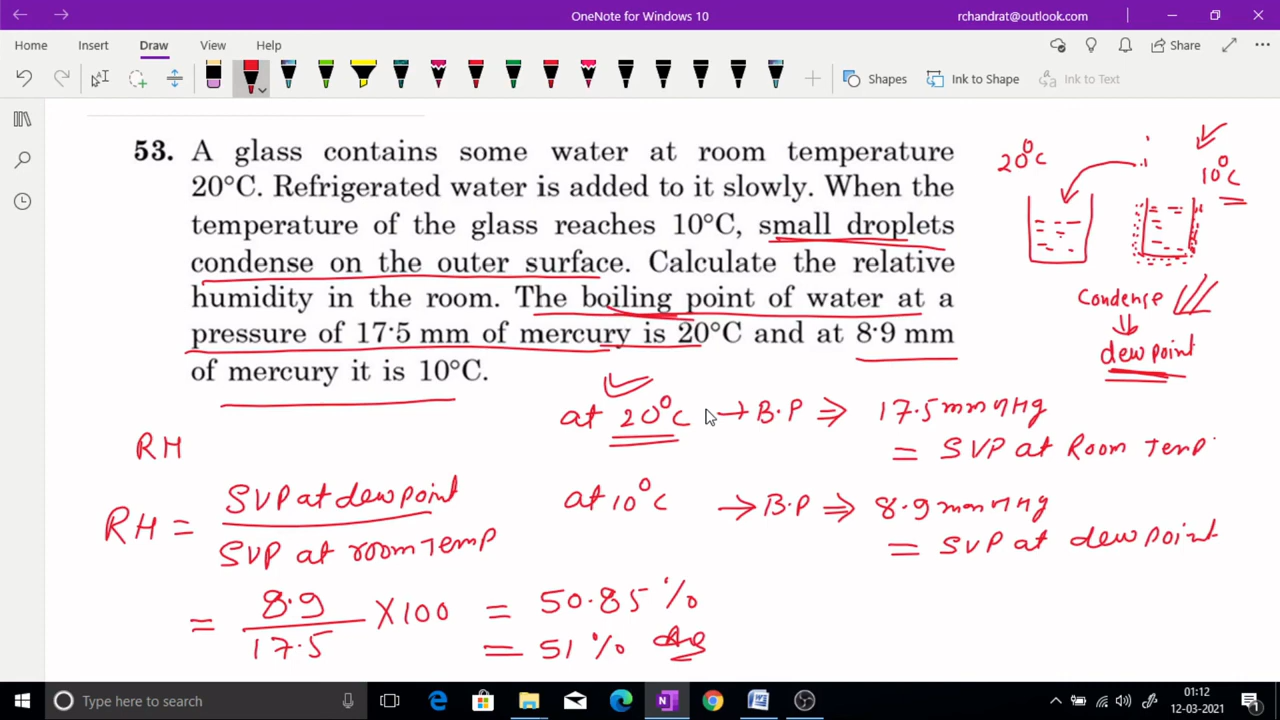 OneNote for Windows 10
rchandrat@outlook.com
Home Insert Draw View Help
Share
Shapes Ink to Shape Ink to Text
53. A glass contains some water at room temperature
20°C. Refrigerated water is added to it slowly. When the
temperature of the glass reaches 10°C, small droplets
condense on the outer surface. Calculate the relative
humidity in the room. The boiling point of water at a
pressure of 17·5 mm of mercury is 20°C and at 8·9 mm
of mercury it is 10°C.
20°C
10°C
Condense
dew point
at 20°C → B.P ⇒ 17.5 mm of Hg
= SVP at Room Temp
at 10°C → B.P ⇒ 8.9 mm of Hg
= SVP at dew point
RH
RH = SVP at dew point
SVP at room Temp
= 8.9 / 17.5 × 100 = 50.85 %
= 51 % Ans
Type here to search
01:12
12-03-2021